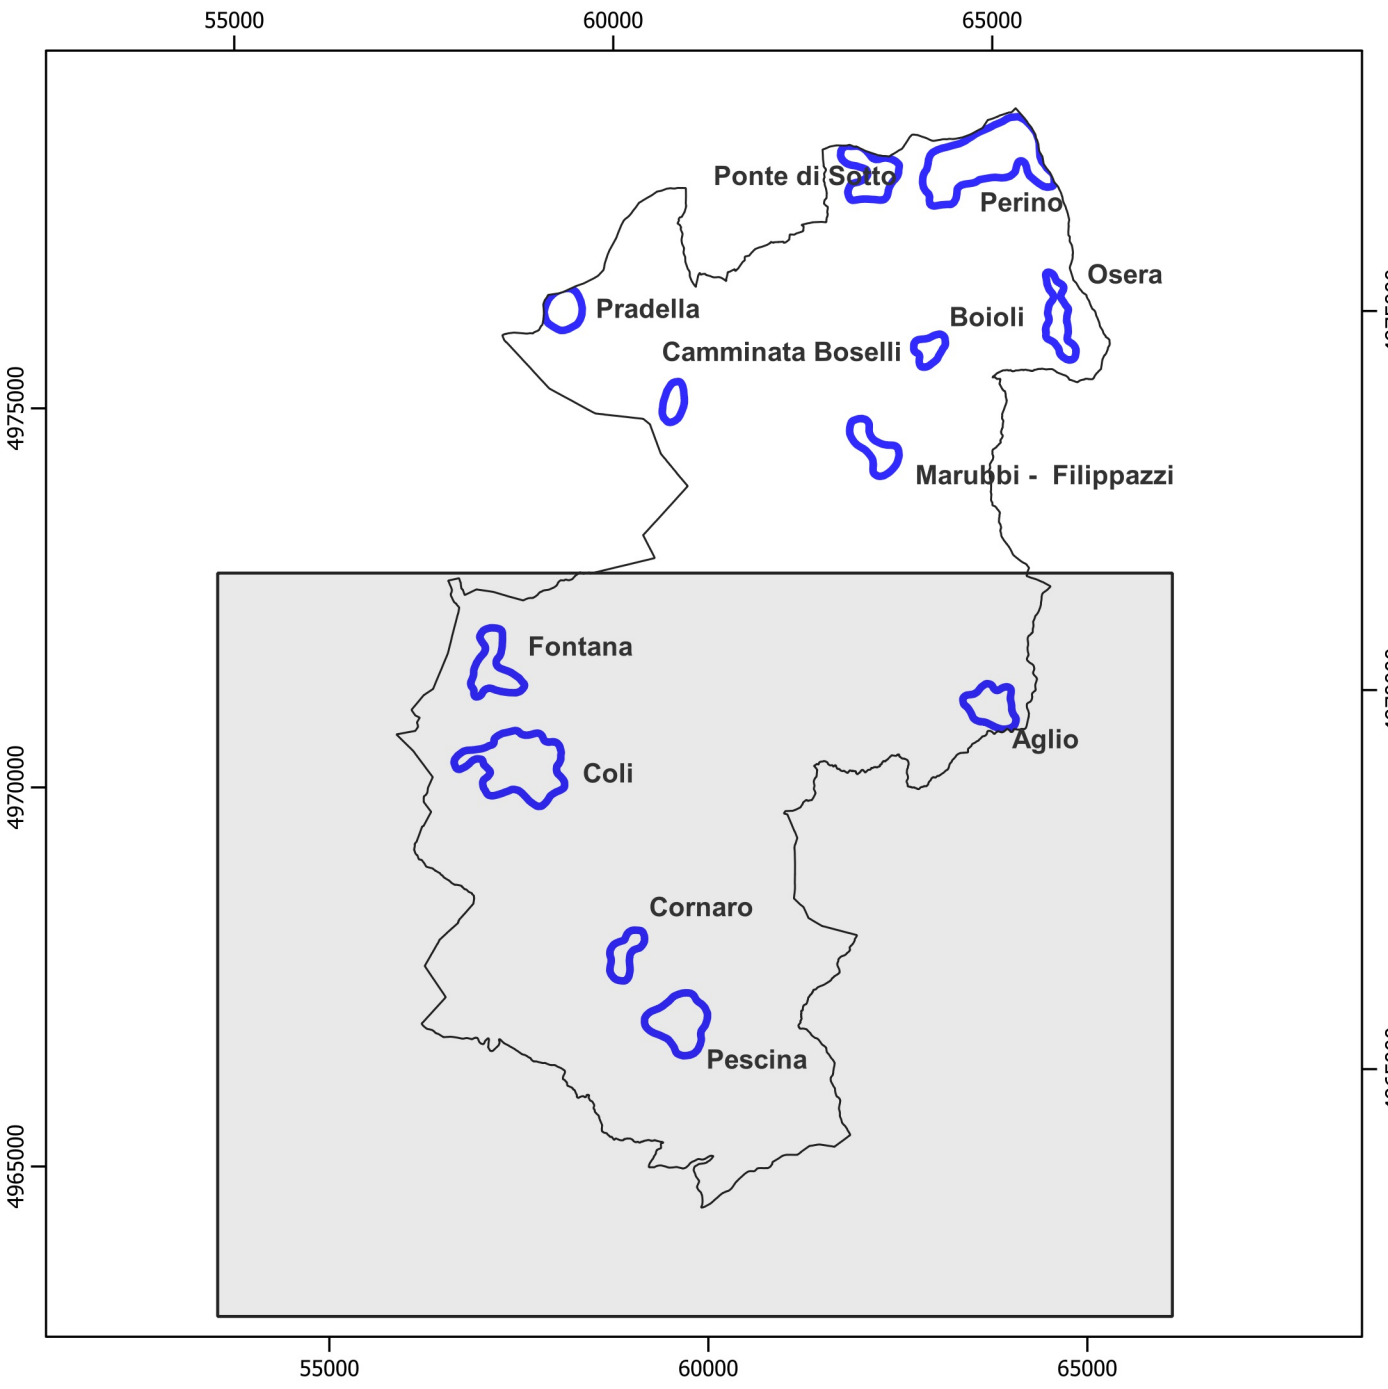 55000 60000 65000
Ponte di Sotto
Perino
Osera
Pradella
Boioli
Camminata Boselli
4975000
Marubbi - Filippazzi
Fontana
Aglio
Coli
4970000
Cornaro
Pescina
4965000
55000 60000 65000